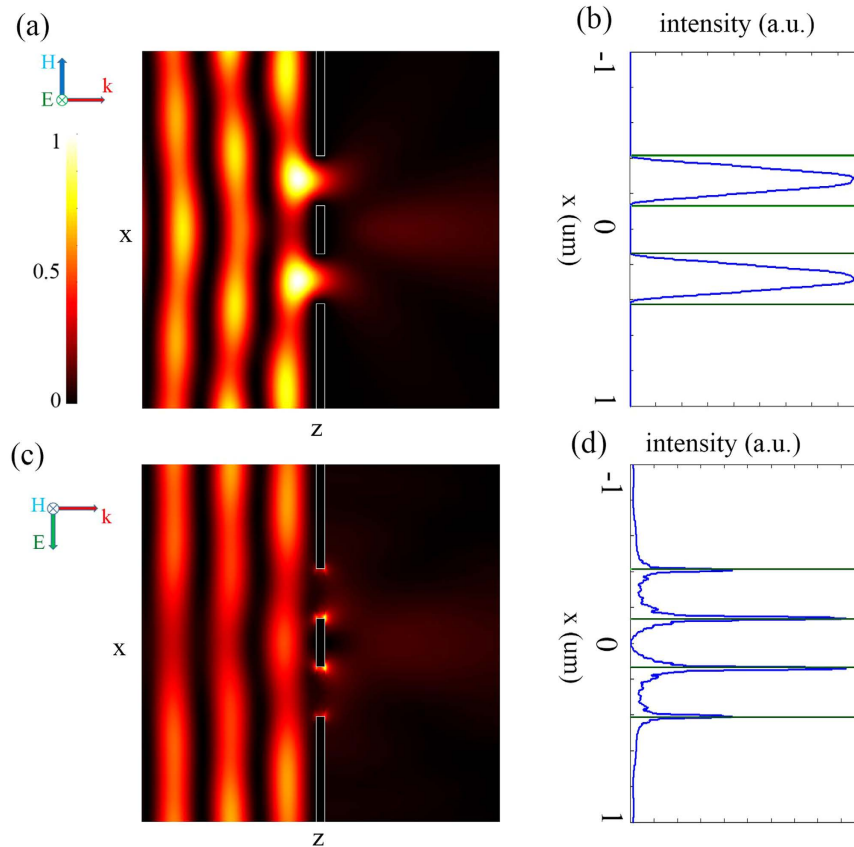 (a)
H
E
k
1
0.5
0
x
z
(b)
intensity (a.u.)
-1
0
1
x (um)
(c)
H
E
k
x
z
(d)
intensity (a.u.)
-1
0
1
x (um)